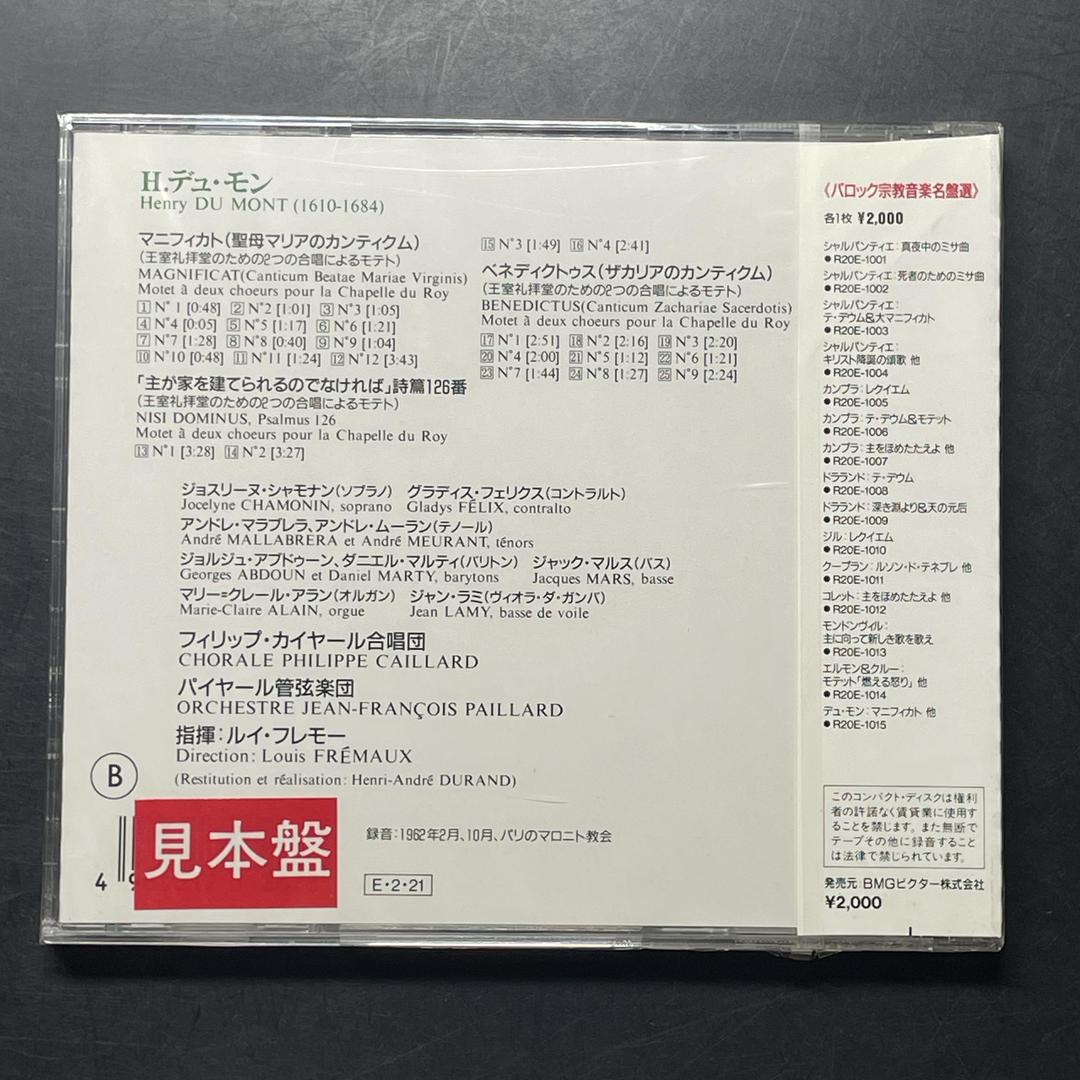 H.デュ・モン
Henry DU MONT (1610-1684)
マニフィカト(聖母マリアのカンティクム)
(王室礼拝堂のための2つの合唱によるモテト)
MAGNIFICAT(Canticum Beatae Mariae Virginis)
Motet à deux choeurs pour la Chapelle du Roy
1 N°1 [0:48] 2 N°2 [1:01] 3 N°3 [1:05]
4 N°4 [0:05] 5 N°5 [1:17] 6 N°6 [1:21]
7 N°7 [1:28] 8 N°8 [0:40] 9 N°9 [1:04]
10 N°10 [0:48] 11 N°11 [1:24] 12 N°12 [3:43]
「主が家を建てられるのでなければ」詩篇126番
(王室礼拝堂のための2つの合唱によるモテト)
NISI DOMINUS, Psalmus 126
Motet à deux choeurs pour la Chapelle du Roy
13 N°1 [3:28] 14 N°2 [3:27]
15 N°3 [1:49] 16 N°4 [2:41]
ベネディクトゥス(ザカリアのカンティクム)
(王室礼拝堂のための2つの合唱によるモテト)
BENEDICTUS(Canticum Zachariae Sacerdotis)
Motet à deux choeurs pour la Chapelle du Roy
17 N°1 [2:51] 18 N°2 [2:16] 19 N°3 [2:20]
20 N°4 [2:00] 21 N°5 [1:12] 22 N°6 [1:21]
23 N°7 [1:44] 24 N°8 [1:27] 25 N°9 [2:24]
ジョスリーヌ・シャモナン(ソプラノ) グラディス・フェリクス(コントラルト)
Jocelyne CHAMONIN, soprano Gladys FÉLIX, contralto
アンドレ・マラブレラ、アンドレ・ムーラン(テノール)
André MALLABRERA et André MEURANT, ténors
ジョルジュ・アブドゥーン、ダニエル・マルティ(バリトン) ジャック・マルス(バス)
Georges ABDOUN et Daniel MARTY, barytons Jacques MARS, basse
マリー=クレール・アラン(オルガン) ジャン・ラミ(ヴィオラ・ダ・ガンバ)
Marie-Claire ALAIN, orgue Jean LAMY, basse de voile
フィリップ・カイヤール合唱団
CHORALE PHILIPPE CAILLARD
パイヤール管弦楽団
ORCHESTRE JEAN-FRANÇOIS PAILLARD
指揮:ルイ・フレモー
Direction: Louis FRÉMAUX
(Restitution et réalisation: Henri-André DURAND)
B
見本盤
4 9
録音:1962年2月、10月、パリのマロニト教会
E・2・21
《バロック宗教音楽名盤選》
各1枚 ¥2,000
シャルパンティエ:真夜中のミサ曲
●R20E-1001
シャルパンティエ:死者のためのミサ曲
●R20E-1002
シャルパンティエ:
テ・デウム&大マニフィカト
●R20E-1003
シャルパンティエ:
キリスト降誕の頌歌 他
●R20E-1004
カンプラ:レクイエム
●R20E-1005
カンプラ:テ・デウム&モテット
●R20E-1006
カンプラ:主をほめたたえよ 他
●R20E-1007
ドラランド:テ・デウム
●R20E-1008
ドラランド:深き淵より&天の元后
●R20E-1009
ジル:レクイエム
●R20E-1010
クープラン:ルソン・ド・テネブレ 他
●R20E-1011
コレット:主をほめたたえよ 他
●R20E-1012
モンドンヴィル:
主に向って新しき歌を歌え
●R20E-1013
エルモン&クルー:
モテット「燃える怒り」他
●R20E-1014
デュ・モン:マニフィカト 他
●R20E-1015
このコンパクト・ディスクは権利
者の許諾なく賃貸業に使用す
ることを禁じます。また無断で
テープその他に録音すること
は法律で禁じられています。
発売元:BMGビクター株式会社
¥2,000